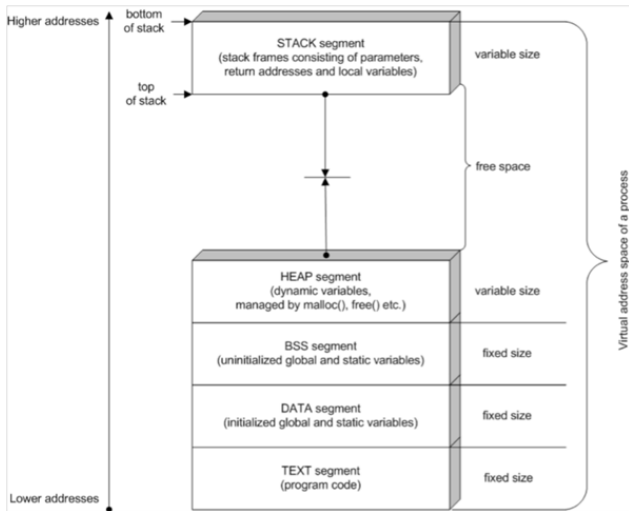 Higher addresses
bottom
of stack
STACK segment
(stack frames consisting of parameters,
return addresses and local variables)
variable size
top
of stack
free space
Virtual address space of a process
HEAP segment
(dynamic variables,
managed by malloc(), free() etc.)
variable size
BSS segment
(uninitialized global and static variables)
fixed size
DATA segment
(initialized global and static variables)
fixed size
TEXT segment
(program code)
fixed size
Lower addresses